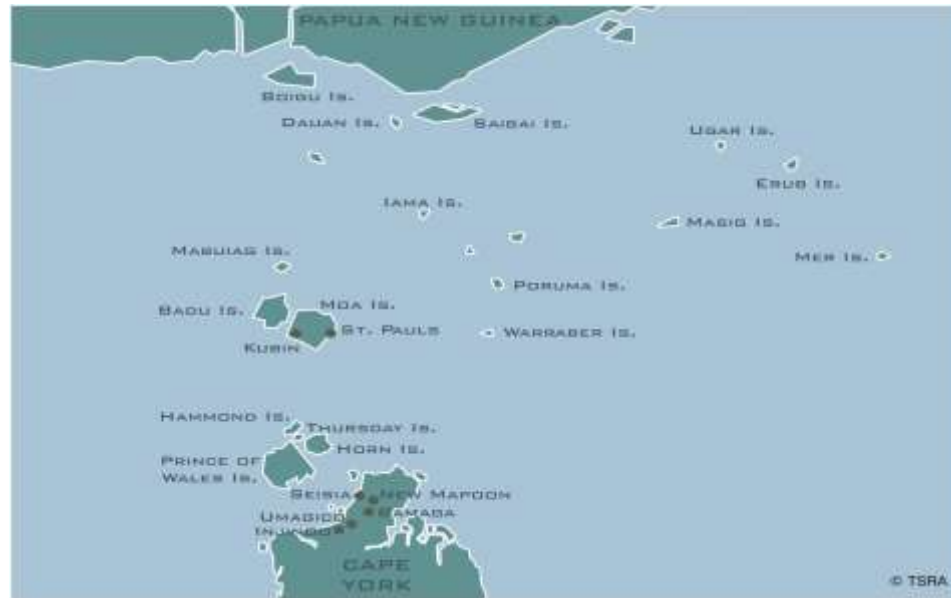 PAPUA NEW GUINEA
BOIGU IS.
DAUAN IS.
SAIBAI IS.
UGAR IS.
ERUB IS.
IAMA IS.
MASIG IS.
MABUIAG IS.
MER IS.
PORUMA IS.
BADU IS.
MOA IS.
ST. PAULS
WARRABER IS.
KUBIN
HAMMOND IS.
THURSDAY IS.
HORN IS.
PRINCE OF
WALES IS.
SEISIA
NEW MAPOON
BAMAGA
UMAGICO
INJINOO
CAPE
YORK
© TSRA